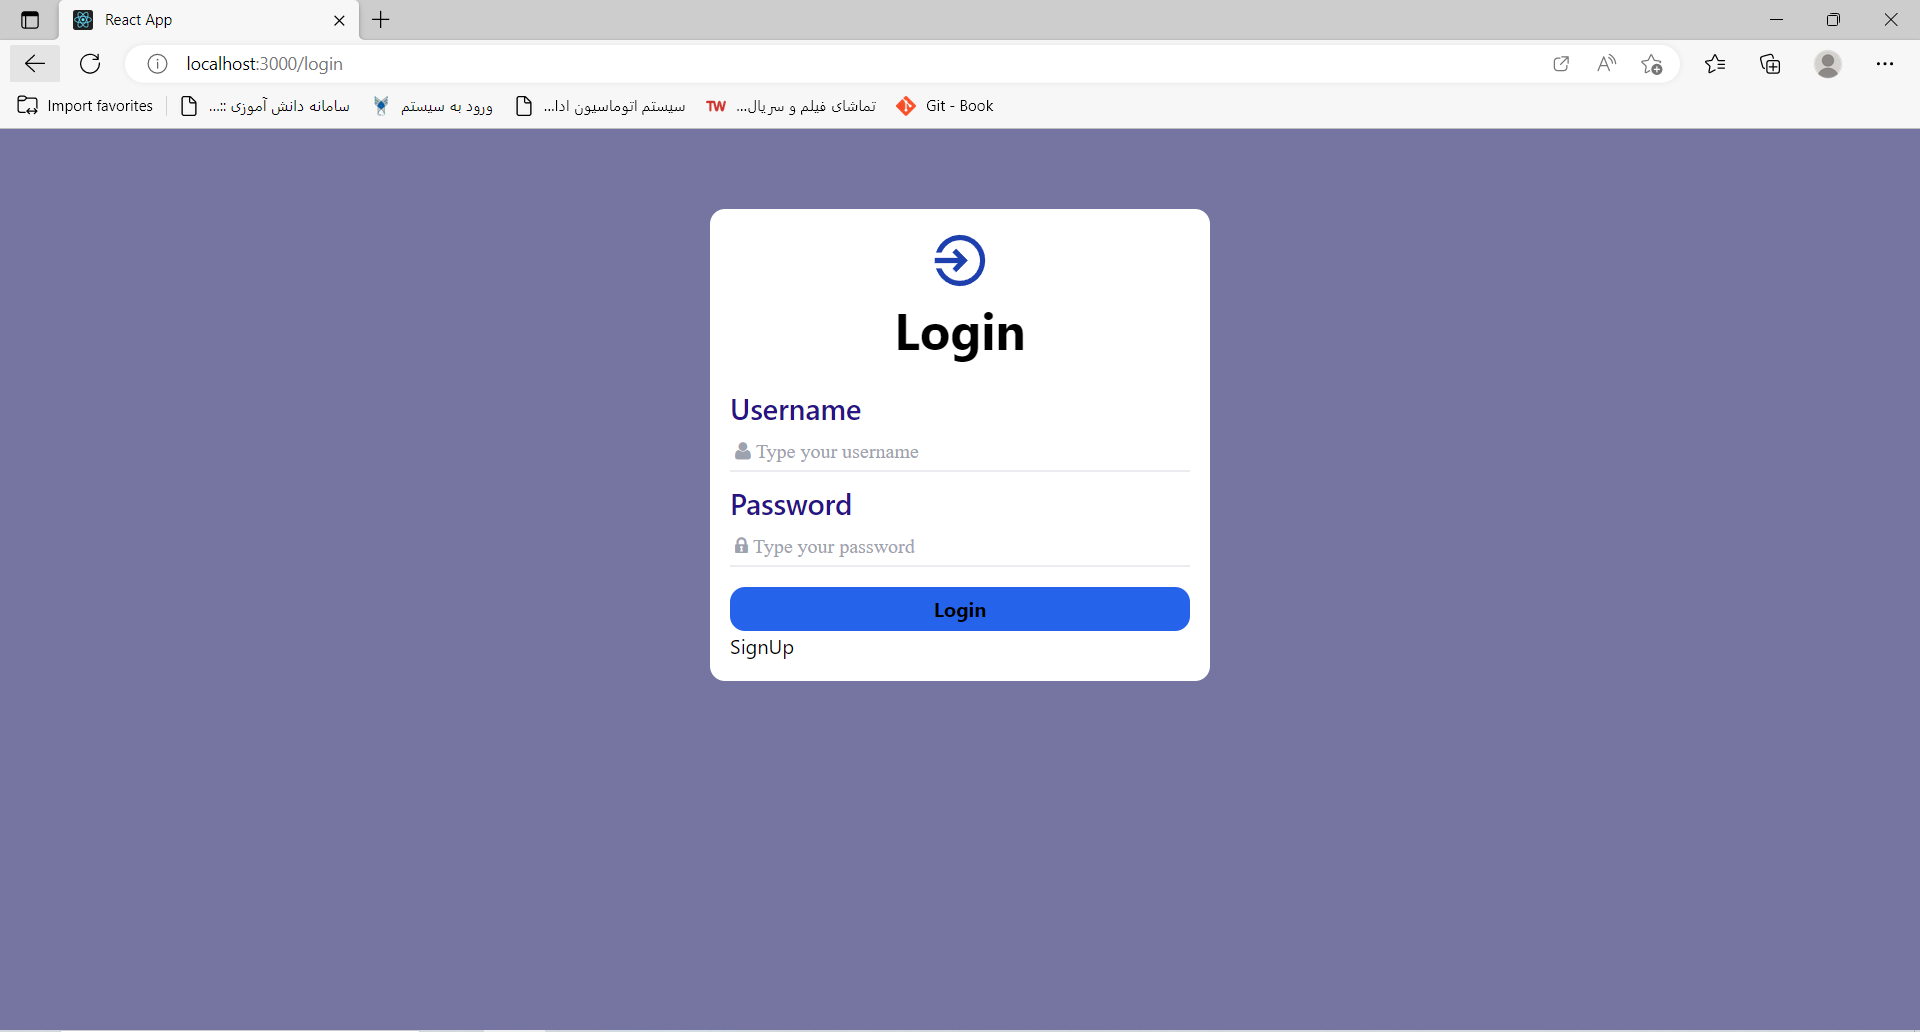 React App
localhost:3000/login
Import favorites
سامانه دانش آموزی ::...
ورود به سیستم
سیستم اتوماسیون ادا...
TW
تماشای فیلم و سریال...
Git - Book
Login
Username
Type your username
Password
Type your password
Login
SignUp